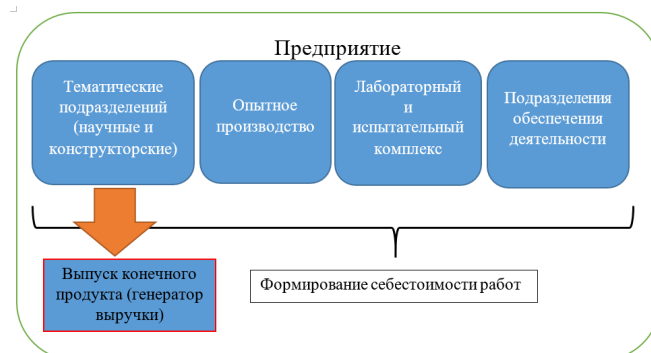 Предприятие
Тематические
подразделений
(научные и
конструкторские)
Опытное
производство
Лабораторный
и
испытательный
комплекс
Подразделения
обеспечения
деятельности
Выпуск конечного
продукта (генератор
выручки)
Формирование себестоимости работ